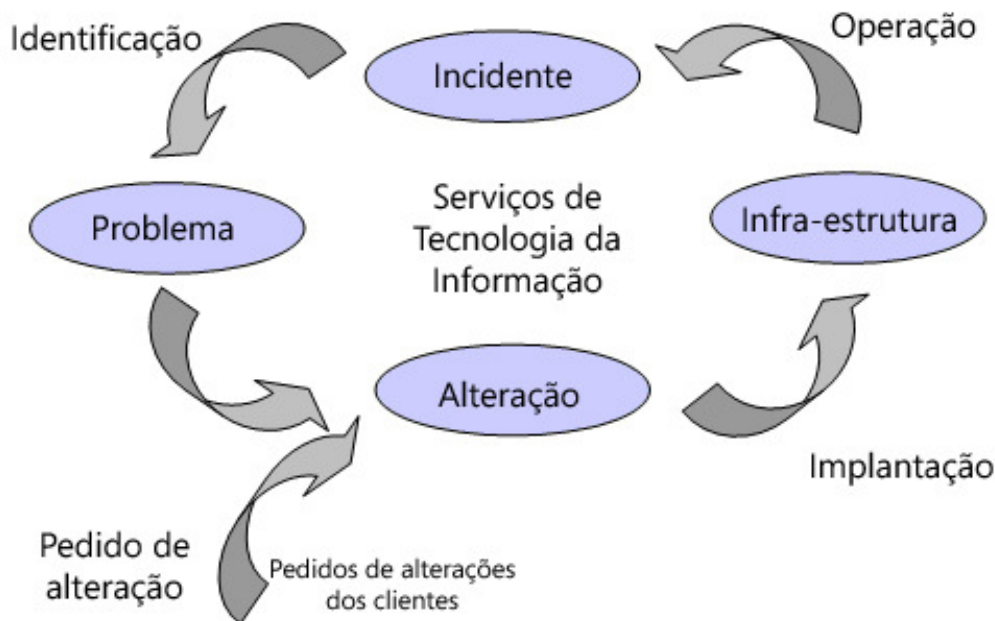 Identificação
Operação
Incidente
Problema
Serviços de
Tecnologia da
Informação
Infra-estrutura
Alteração
Implantação
Pedido de
alteração
Pedidos de alterações
dos clientes